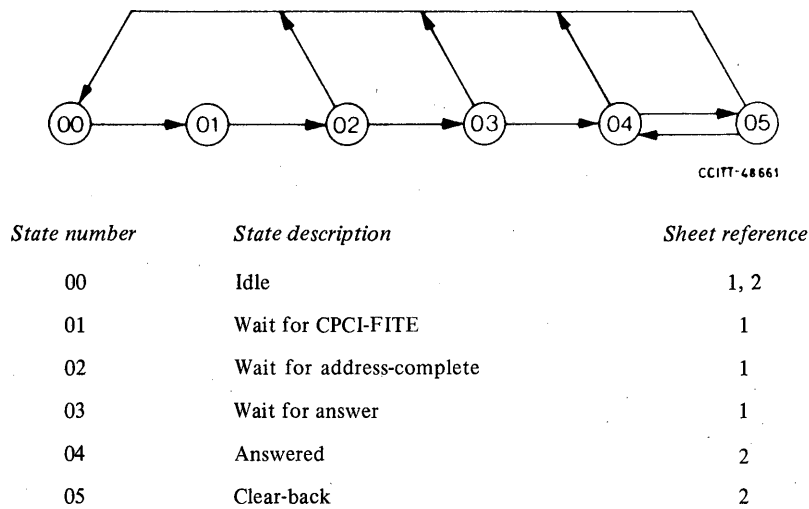 00 01 02 03 04 05
CCITT-48661
State number State description Sheet reference
00 Idle 1, 2
01 Wait for CPCI-FITE 1
02 Wait for address-complete 1
03 Wait for answer 1
04 Answered 2
05 Clear-back 2